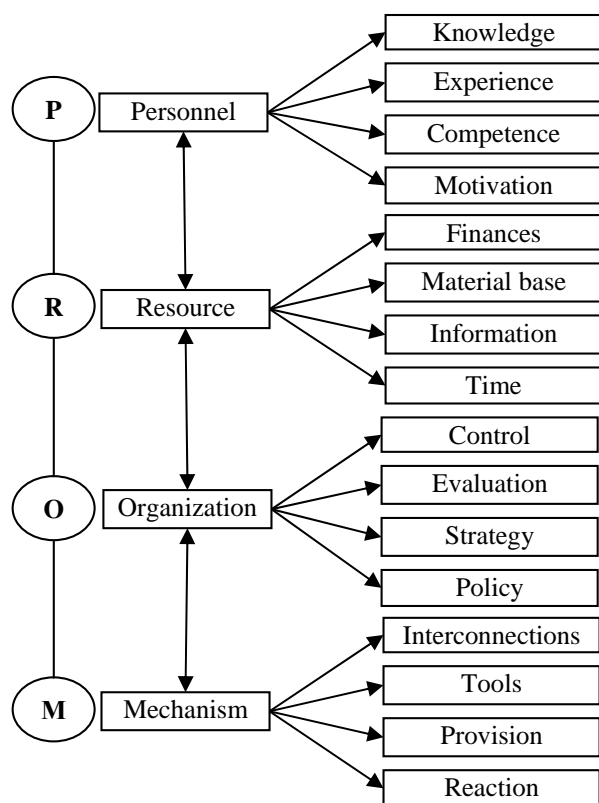 Knowledge
P
Personnel
Experience
Competence
Motivation
Finances
R
Resource
Material base
Information
Time
Control
O
Organization
Evaluation
Strategy
Policy
Interconnections
M
Mechanism
Tools
Provision
Reaction